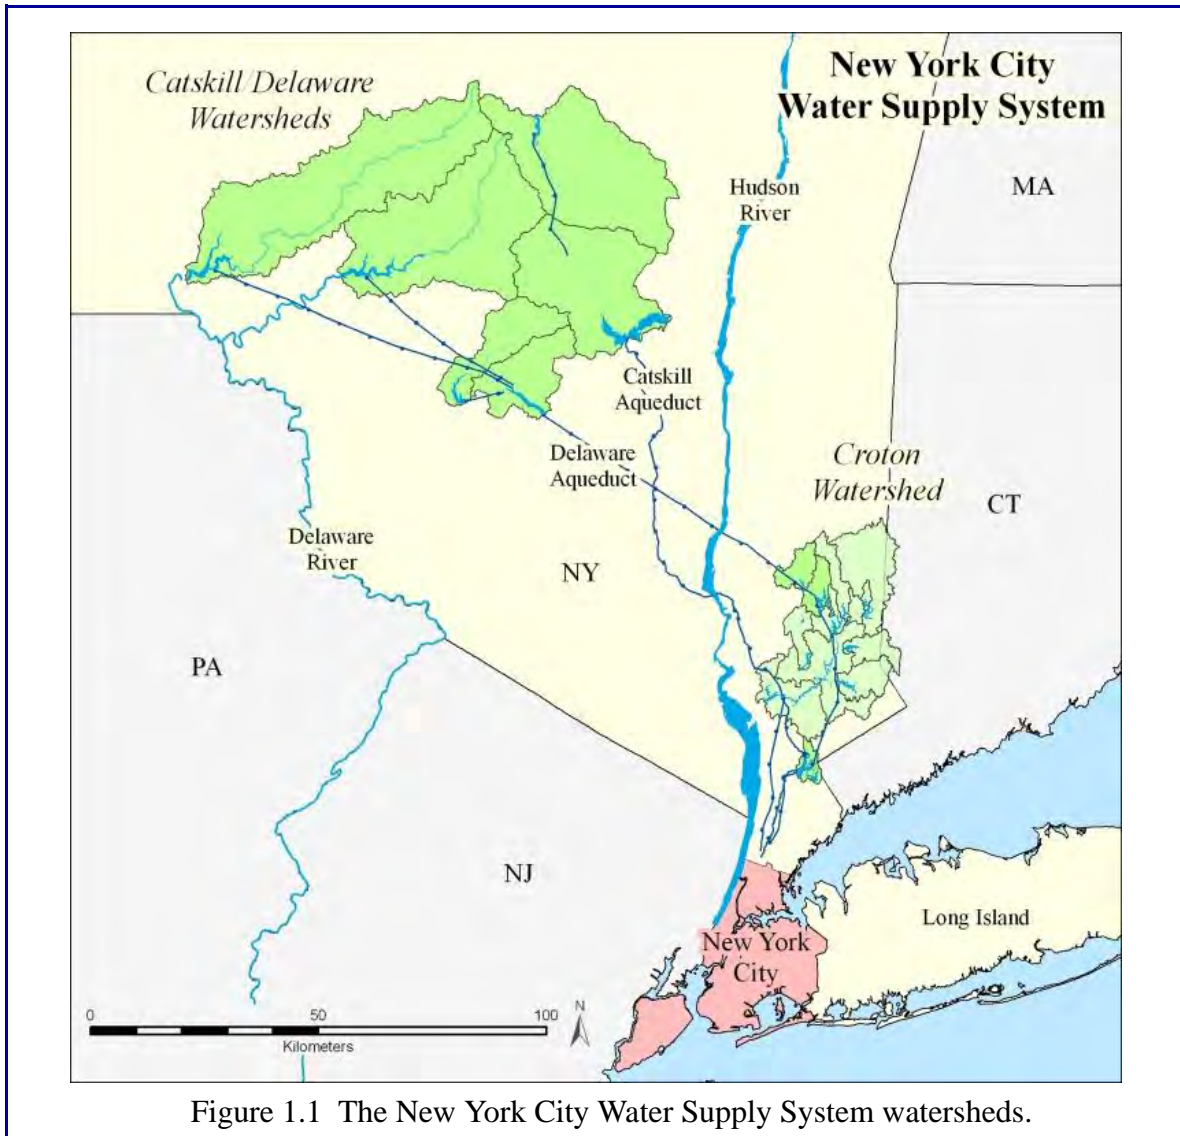 New York City
Water Supply System
Catskill/Delaware
Watersheds
MA
Hudson
River
Catskill
Aqueduct
Delaware
Aqueduct
Croton
Watershed
CT
Delaware
River
NY
PA
NJ
Long Island
New York
City
0
50
100
Kilometers
N
Figure 1.1 The New York City Water Supply System watersheds.